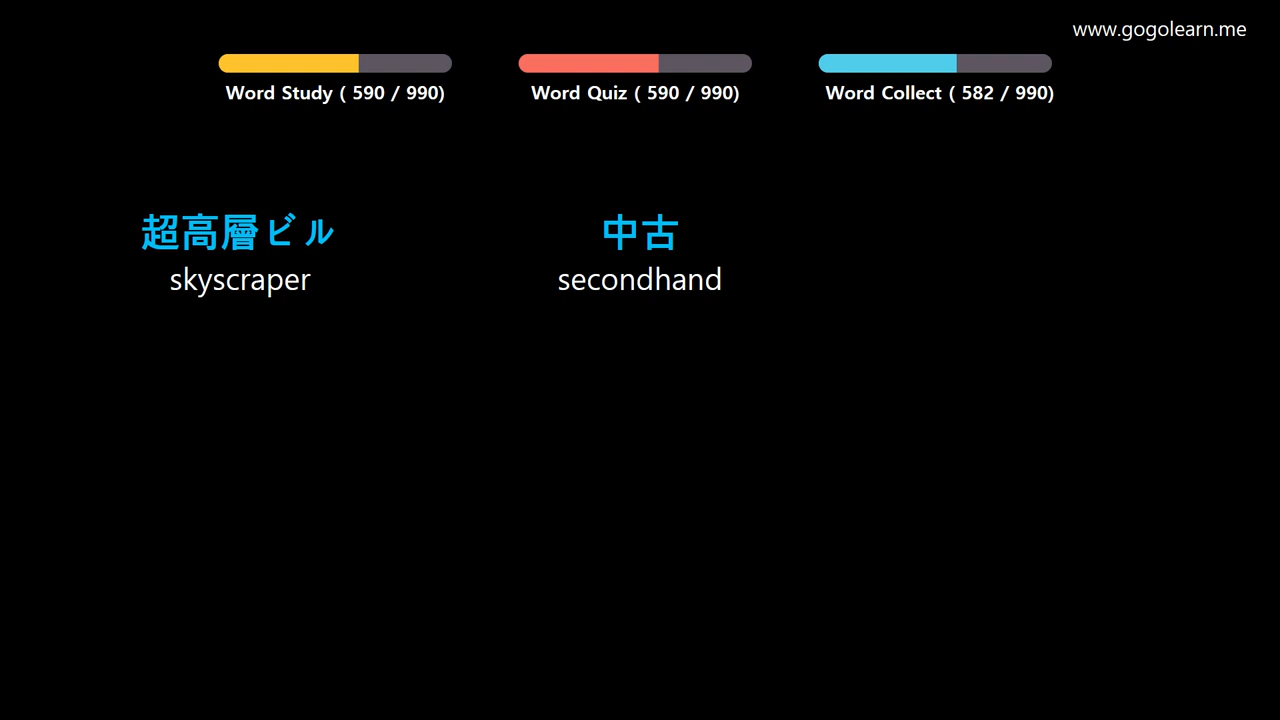 www.gogolearn.me
Word Study ( 590 / 990)
Word Quiz ( 590 / 990)
Word Collect ( 582 / 990)
超高層ビル
skyscraper
中古
secondhand